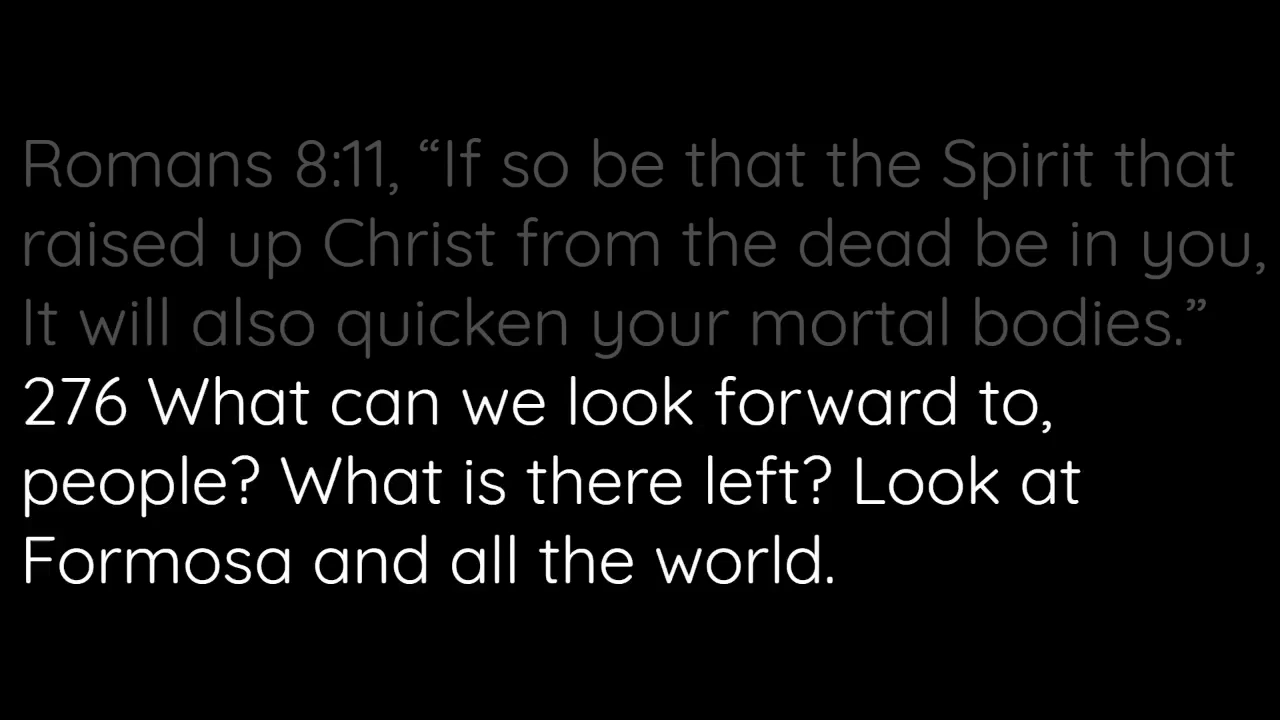 Romans 8:11, “If so be that the Spirit that
raised up Christ from the dead be in you,
It will also quicken your mortal bodies.”
276 What can we look forward to,
people? What is there left? Look at
Formosa and all the world.